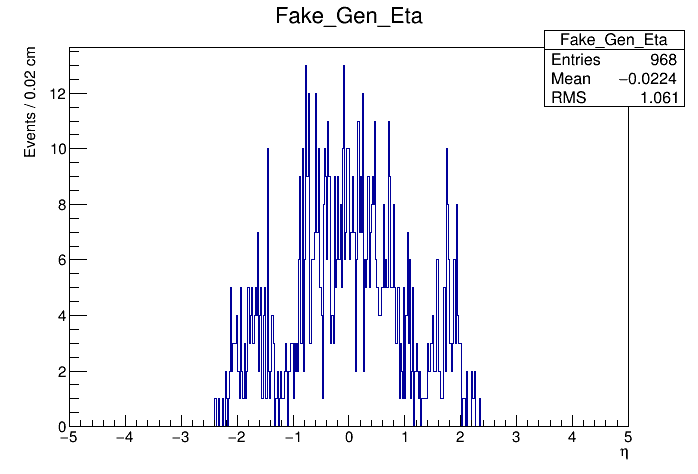 Fake_Gen_Eta
Fake_Gen_Eta
Entries 968
Mean −0.0224
RMS 1.061
Events / 0.02 cm
12
10
8
6
4
2
0
−5 −4 −3 −2 −1 0 1 2 3 4 5
η